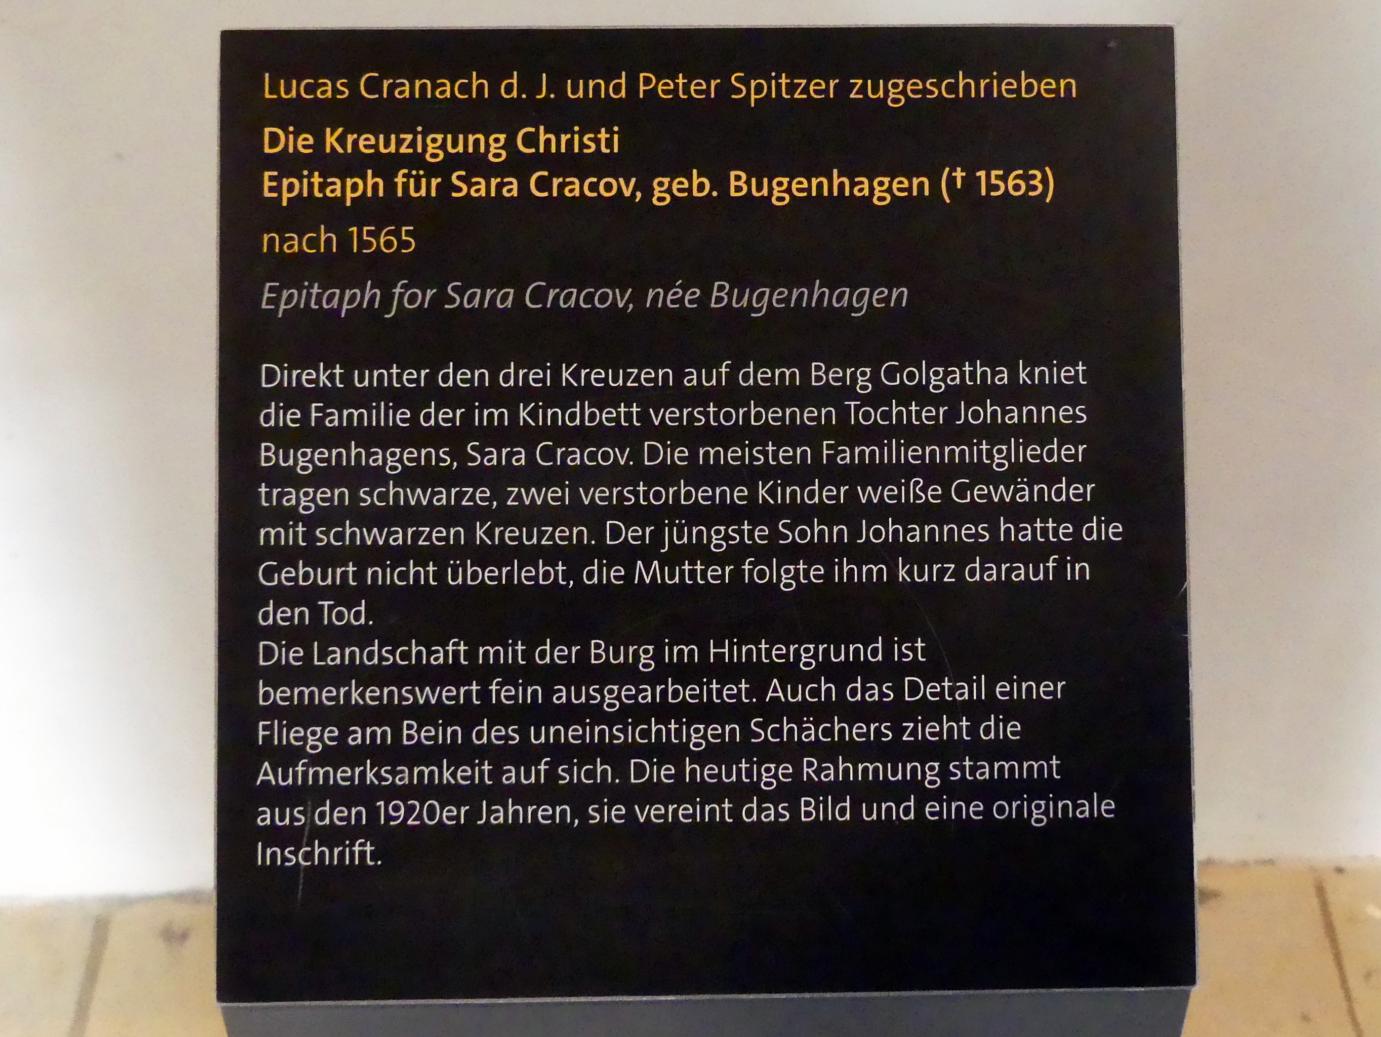 Lucas Cranach d. J. und Peter Spitzer zugeschrieben
Die Kreuzigung Christi
Epitaph für Sara Cracov, geb. Bugenhagen († 1563)
nach 1565
Epitaph for Sara Cracov, née Bugenhagen
Direkt unter den drei Kreuzen auf dem Berg Golgatha kniet
die Familie der im Kindbett verstorbenen Tochter Johannes
Bugenhagens, Sara Cracov. Die meisten Familienmitglieder
tragen schwarze, zwei verstorbene Kinder weiße Gewänder
mit schwarzen Kreuzen. Der jüngste Sohn Johannes hatte die
Geburt nicht überlebt, die Mutter folgte ihm kurz darauf in
den Tod.
Die Landschaft mit der Burg im Hintergrund ist
bemerkenswert fein ausgearbeitet. Auch das Detail einer
Fliege am Bein des uneinsichtigen Schächers zieht die
Aufmerksamkeit auf sich. Die heutige Rahmung stammt
aus den 1920er Jahren, sie vereint das Bild und eine originale
Inschrift.